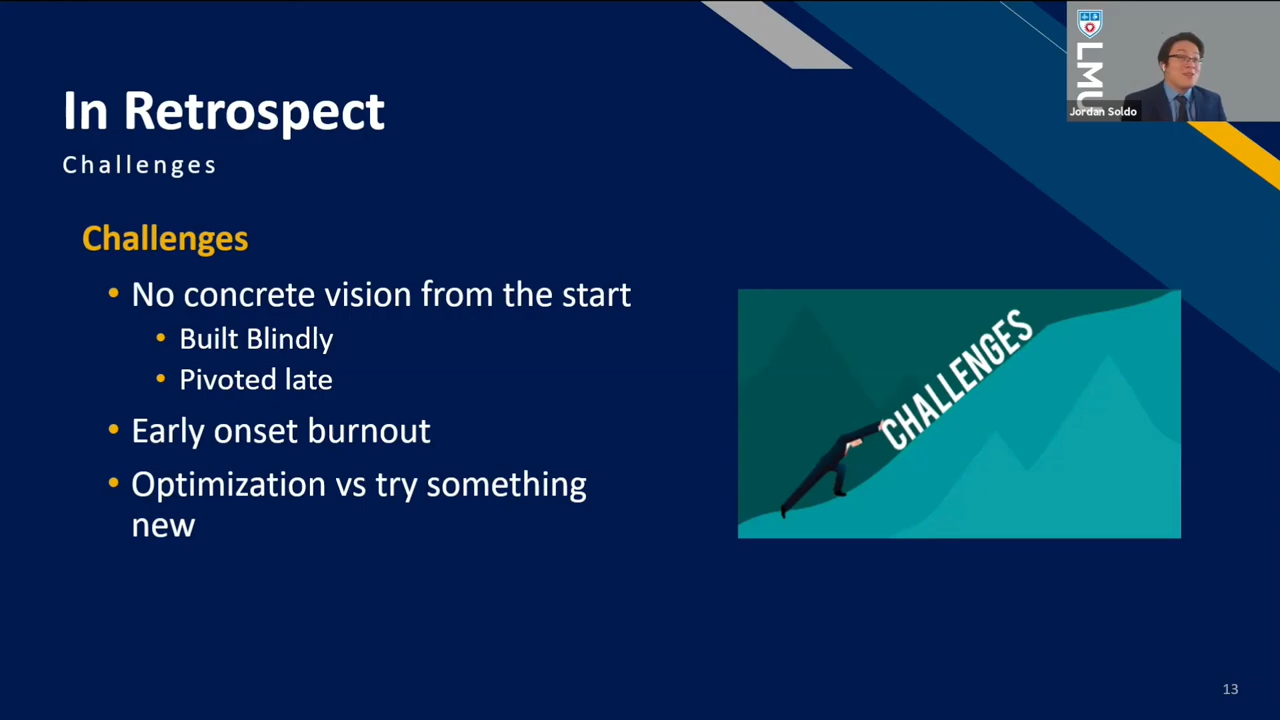 In Retrospect
Challenges
Challenges
• No concrete vision from the start
• Built Blindly
• Pivoted late
• Early onset burnout
• Optimization vs try something
new
CHALLENGES
LMU
Jordan Soldo
13